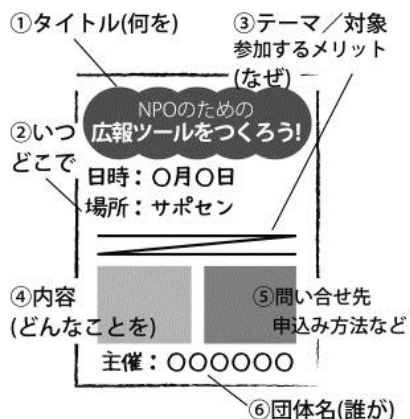 ①タイトル(何を)
③テーマ／対象
参加するメリット
(なぜ)
NPOのための
広報ツールをつくろう!
②いつ
どこで
日時：○月○日
場所：サポセン
④内容
(どんなことを)
⑤問い合せ先
申込み方法など
主催：○○○○○○
⑥団体名(誰が)